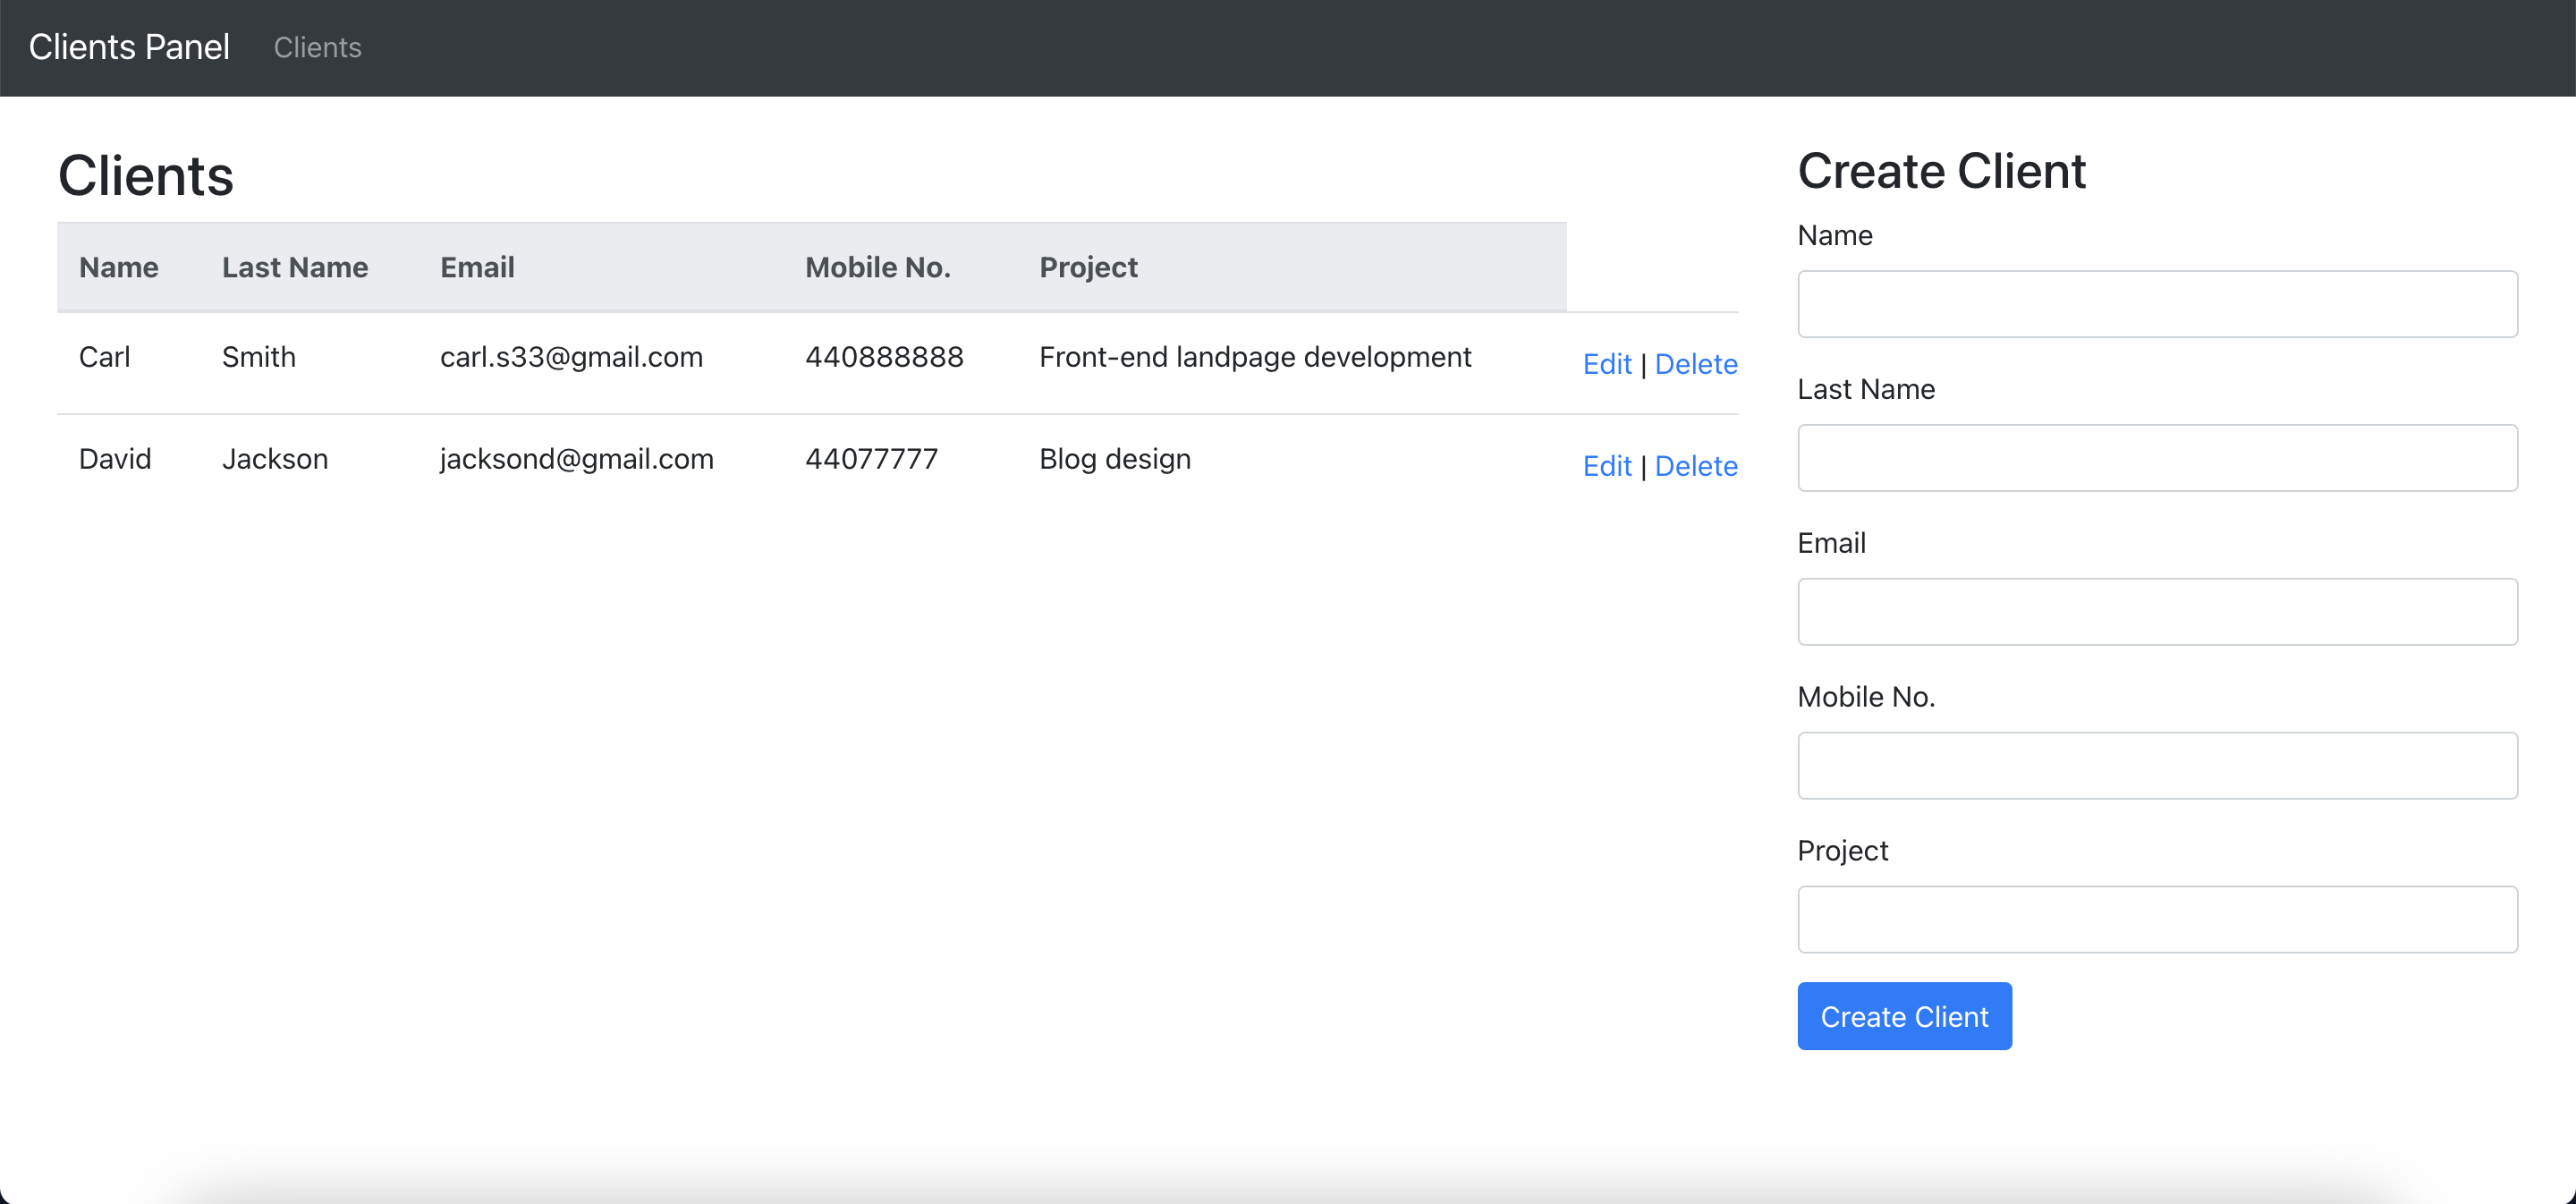 Clients Panel Clients
Clients
Name Last Name Email Mobile No. Project
Carl Smith carl.s33@gmail.com 440888888 Front-end landpage development Edit | Delete
David Jackson jacksond@gmail.com 44077777 Blog design Edit | Delete
Create Client
Name
Last Name
Email
Mobile No.
Project
Create Client